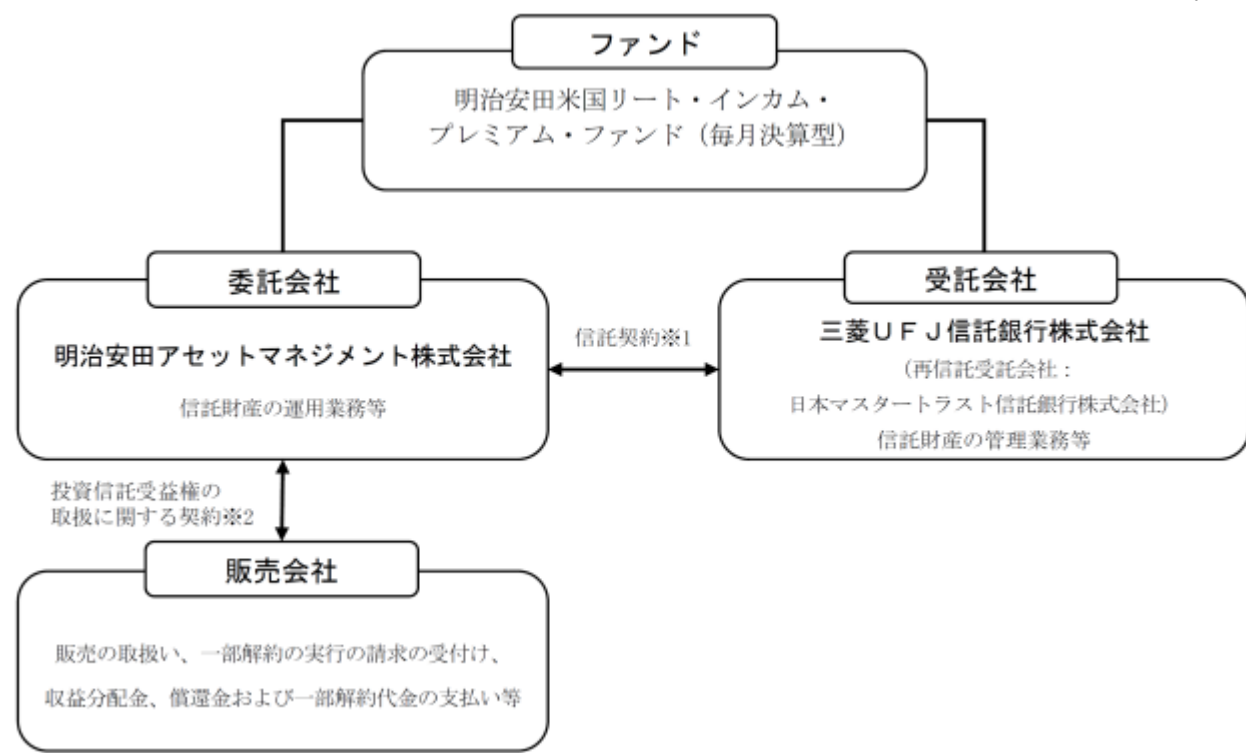 ファンド
明治安田米国リート・インカム・
プレミアム・ファンド（毎月決算型）
委託会社
明治安田アセットマネジメント株式会社
信託財産の運用業務等
信託契約※1
受託会社
三菱ＵＦＪ信託銀行株式会社
（再信託受託会社：
日本マスタートラスト信託銀行株式会社）
信託財産の管理業務等
投資信託受益権の
取扱に関する契約※2
販売会社
販売の取扱い、一部解約の実行の請求の受付け、
収益分配金、償還金および一部解約代金の支払い等